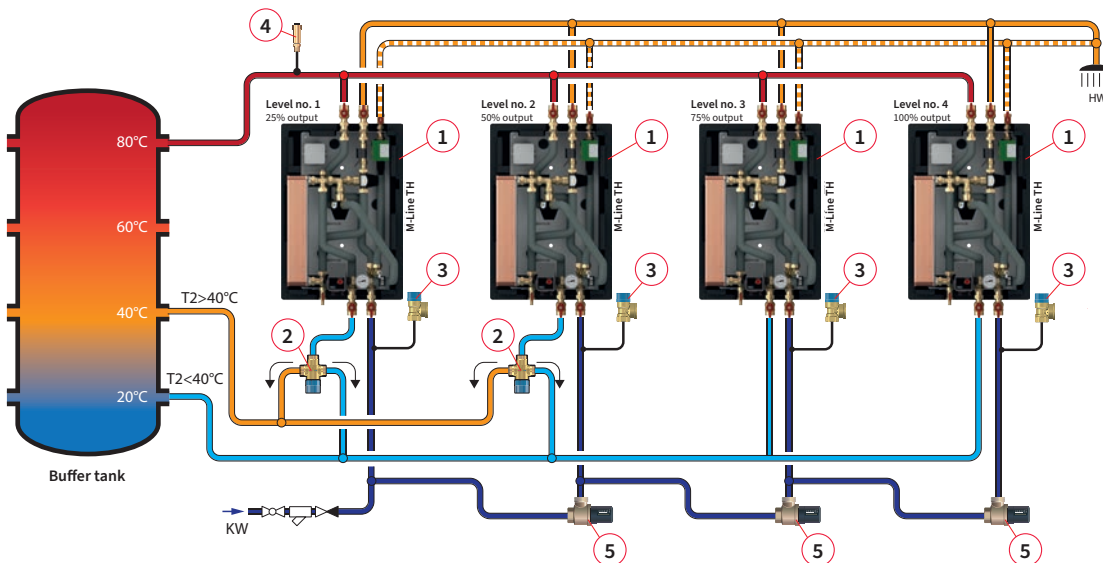 4
Level no. 1
25% output
Level no. 2
50% output
Level no. 3
75% output
Level no. 4
100% output
HW
80°C
1
1
1
1
M-Line TH
M-Line TH
M-Line TH
M-Line TH
60°C
T2>40°C
40°C
3
3
3
3
2
2
T2<40°C
20°C
Buffer tank
KW
5
5
5